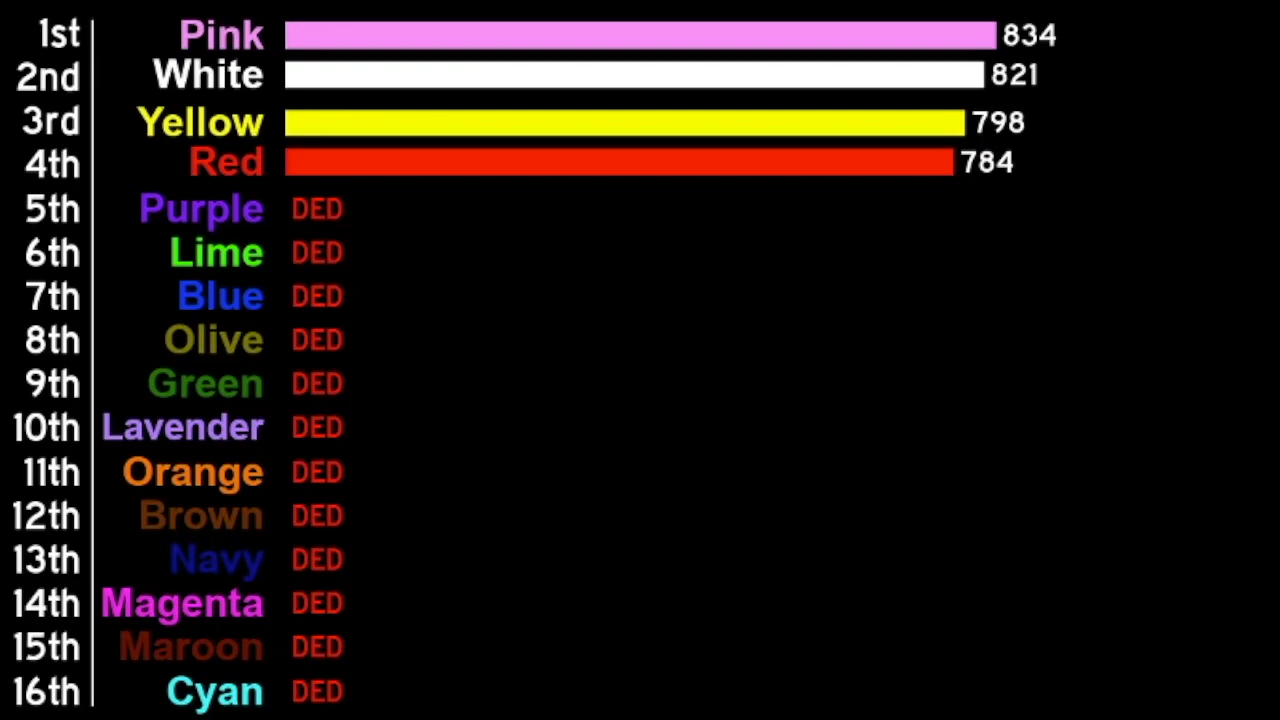 1st Pink 834
2nd White 821
3rd Yellow 798
4th Red 784
5th Purple DED
6th Lime DED
7th Blue DED
8th Olive DED
9th Green DED
10th Lavender DED
11th Orange DED
12th Brown DED
13th Navy DED
14th Magenta DED
15th Maroon DED
16th Cyan DED